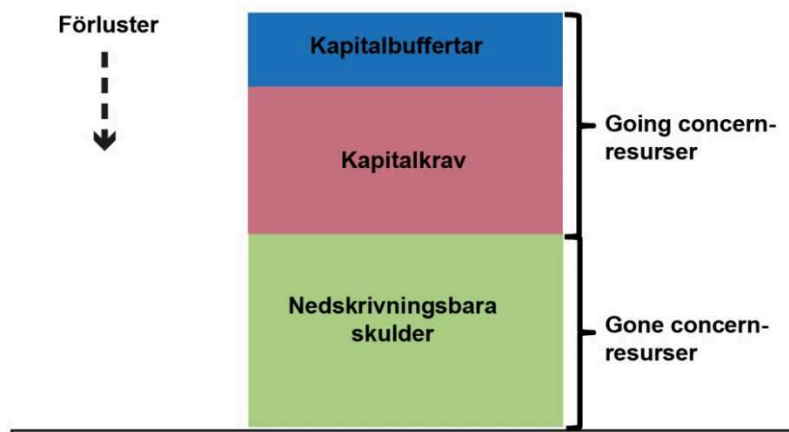 Förluster
Kapitalbuffertar
Kapitalkrav
Going concern-
resurser
Nedskrivningsbara
skulder
Gone concern-
resurser